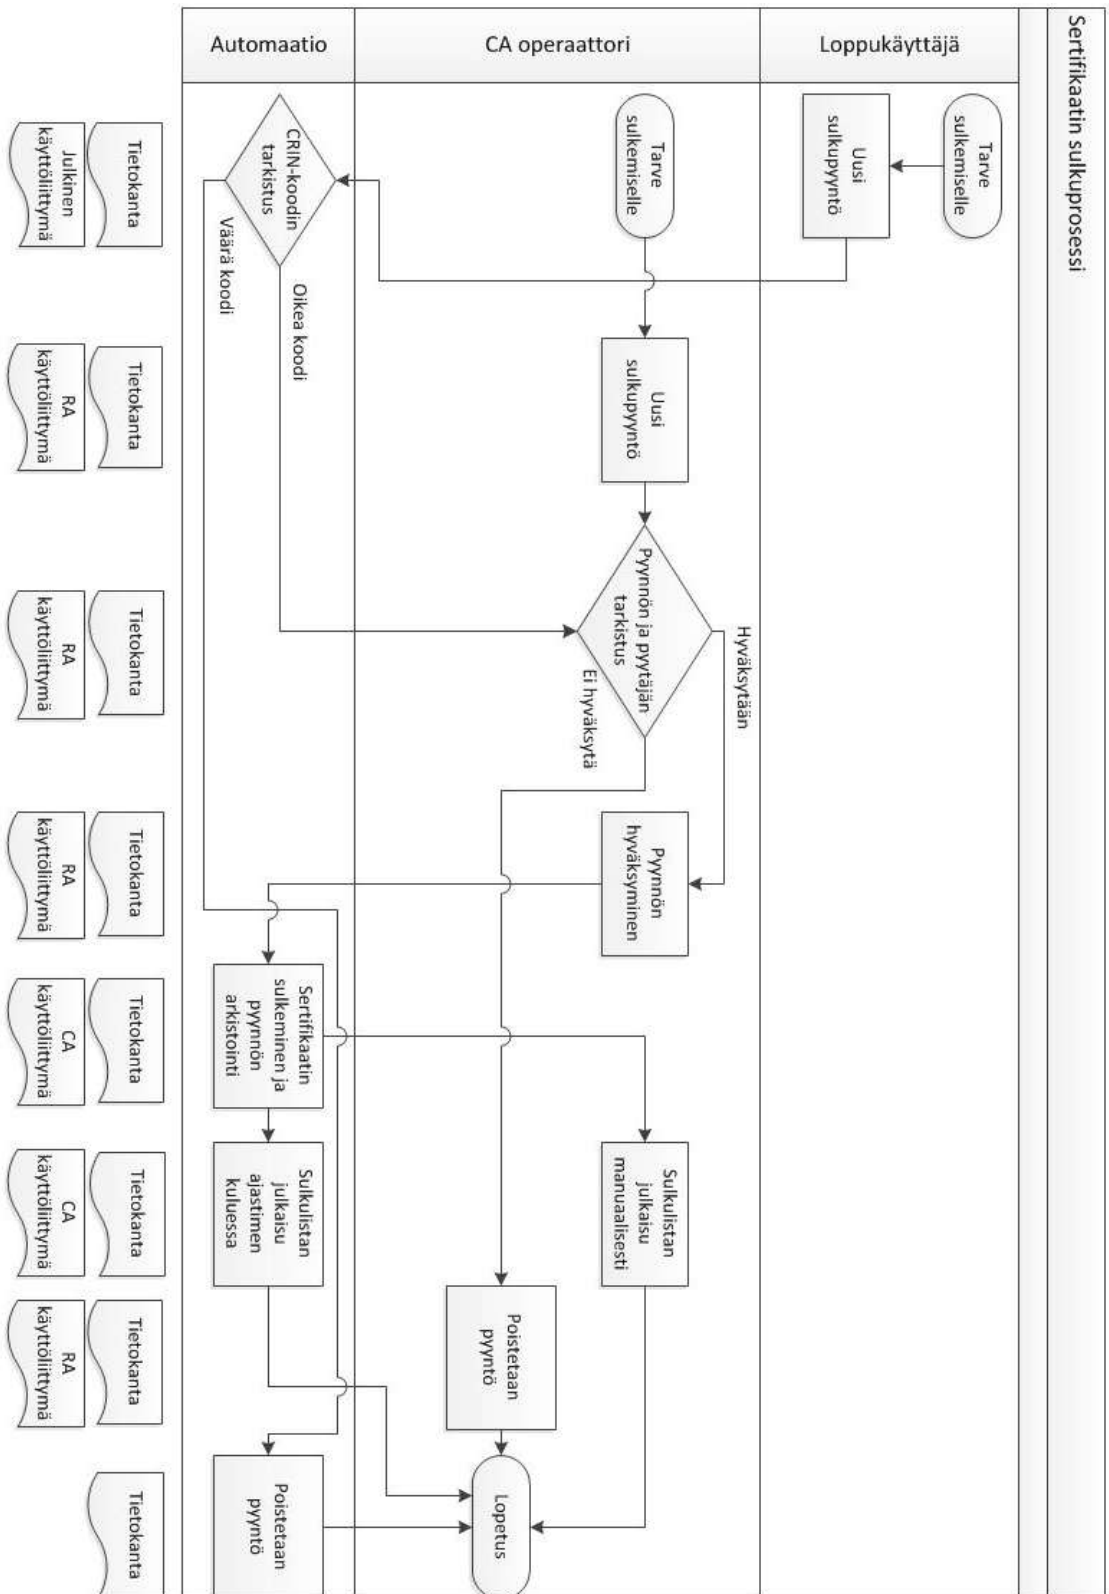 Sertifikaatin sulkuprosessi
Loppukäyttäjä
Tarve
sulkemiselle
Uusi
sulkupyyntö
CA operaattori
Tarve
sulkemiselle
Uusi
sulkupyyntö
Pyynnön ja pyytäjän
tarkistus
Hyväksytään
Ei hyväksytä
Pyynnön
hyväksyminen
Sulkulistan
julkaisu
manuaalisesti
Poistetaan
pyyntö
Lopetus
Automaatio
CRIN-koodin
tarkistus
Oikea koodi
Väärä koodi
Sertifikaatin
sulkeminen ja
pyynnön
arkistointi
Sulkulistan
julkaisu
ajastimen
kuluessa
Poistetaan
pyyntö
Tietokanta
Julkinen
käyttöliittymä
Tietokanta
RA
käyttöliittymä
Tietokanta
RA
käyttöliittymä
Tietokanta
RA
käyttöliittymä
Tietokanta
CA
käyttöliittymä
Tietokanta
CA
käyttöliittymä
Tietokanta
RA
käyttöliittymä
Tietokanta